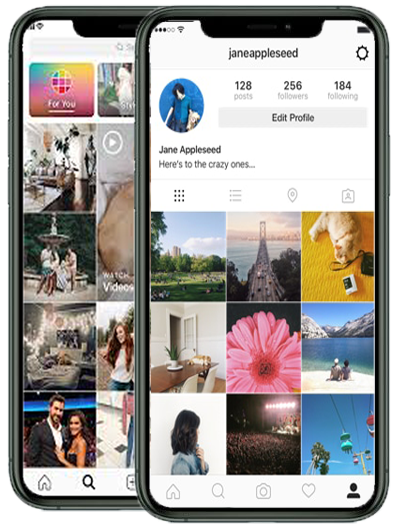 For You
WATCH
Videos
janeappleseed
128
256
184
posts
followers
following
Edit Profile
Jane Appleseed
Here's to the crazy ones...